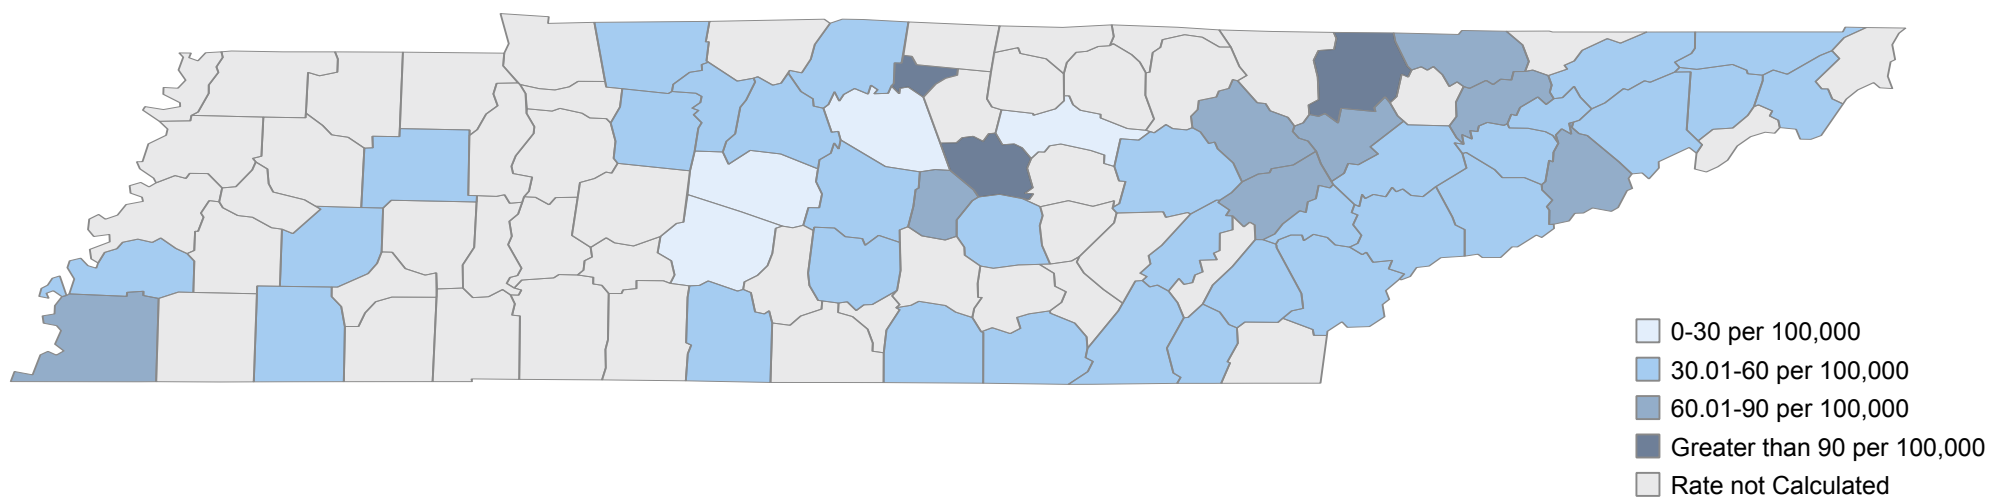 0-30 per 100,000
30.01-60 per 100,000
60.01-90 per 100,000
Greater than 90 per 100,000
Rate not Calculated